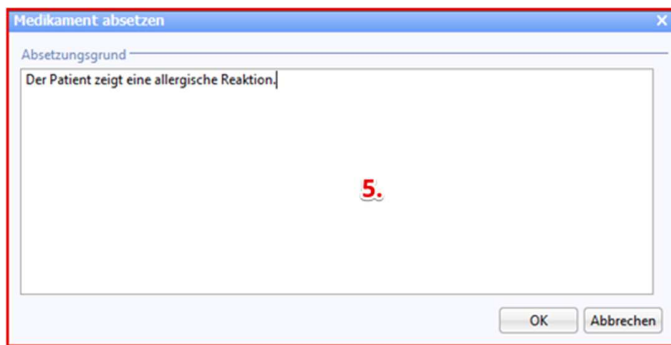 Medikament absetzen
Absetzungsgrund
Der Patient zeigt eine allergische Reaktion.
5.
OK Abbrechen